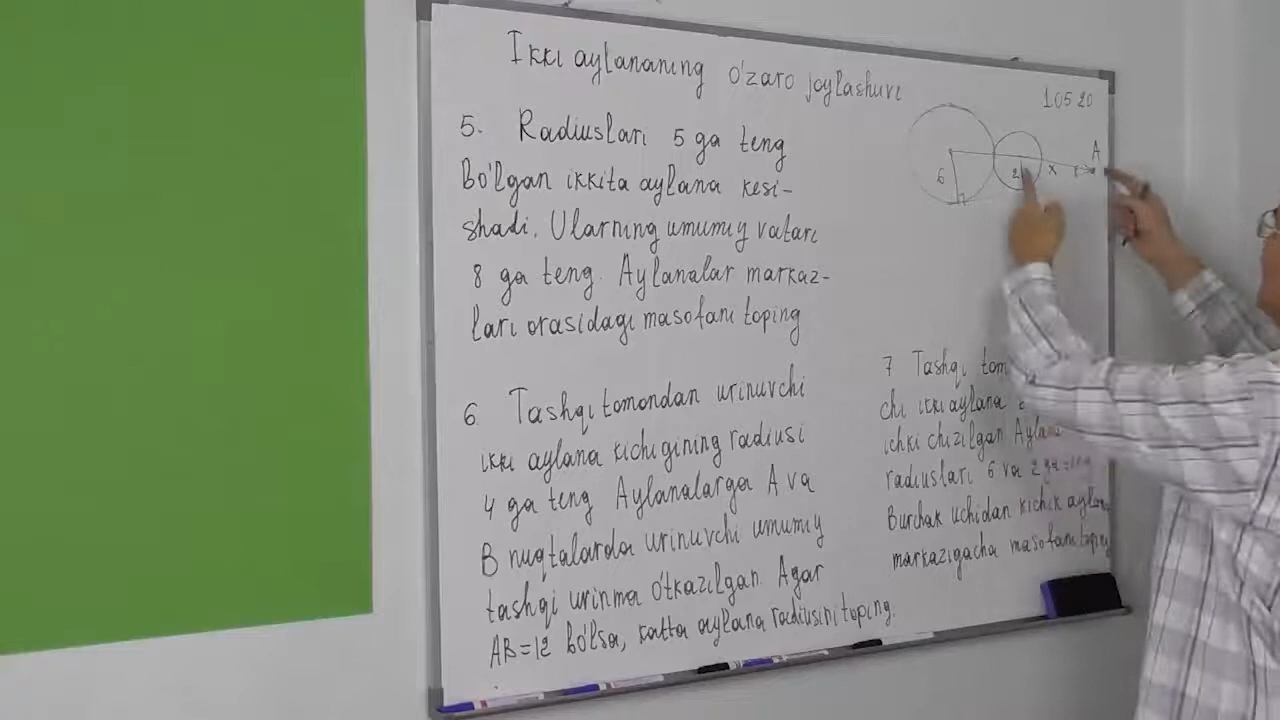 Ikki aylananing o'zaro joylashuvi
105 20
5. Radiuslari 5 ga teng
bo'lgan ikkita aylana kesi-
shadi. Ularning umumiy vatari
8 ga teng. Aylanalar markaz-
lari orasidagi masofani toping
A
6
2
x
6. Tashqi tomondan urinuvchi
ikki aylana kichigining radiusi
4 ga teng Aylanalarga A va
B nuqtalarda urinuvchi umumiy
tashqi urinma o'tkazilgan. Agar
AB=12 bo'lsa, katta aylana radiusini toping.
7 Tashqi
chi ikki aylana
ichki chizilgan
radiuslari 6 va 2 ga
Burchak uchidan kichik
markazigacha masofani toping